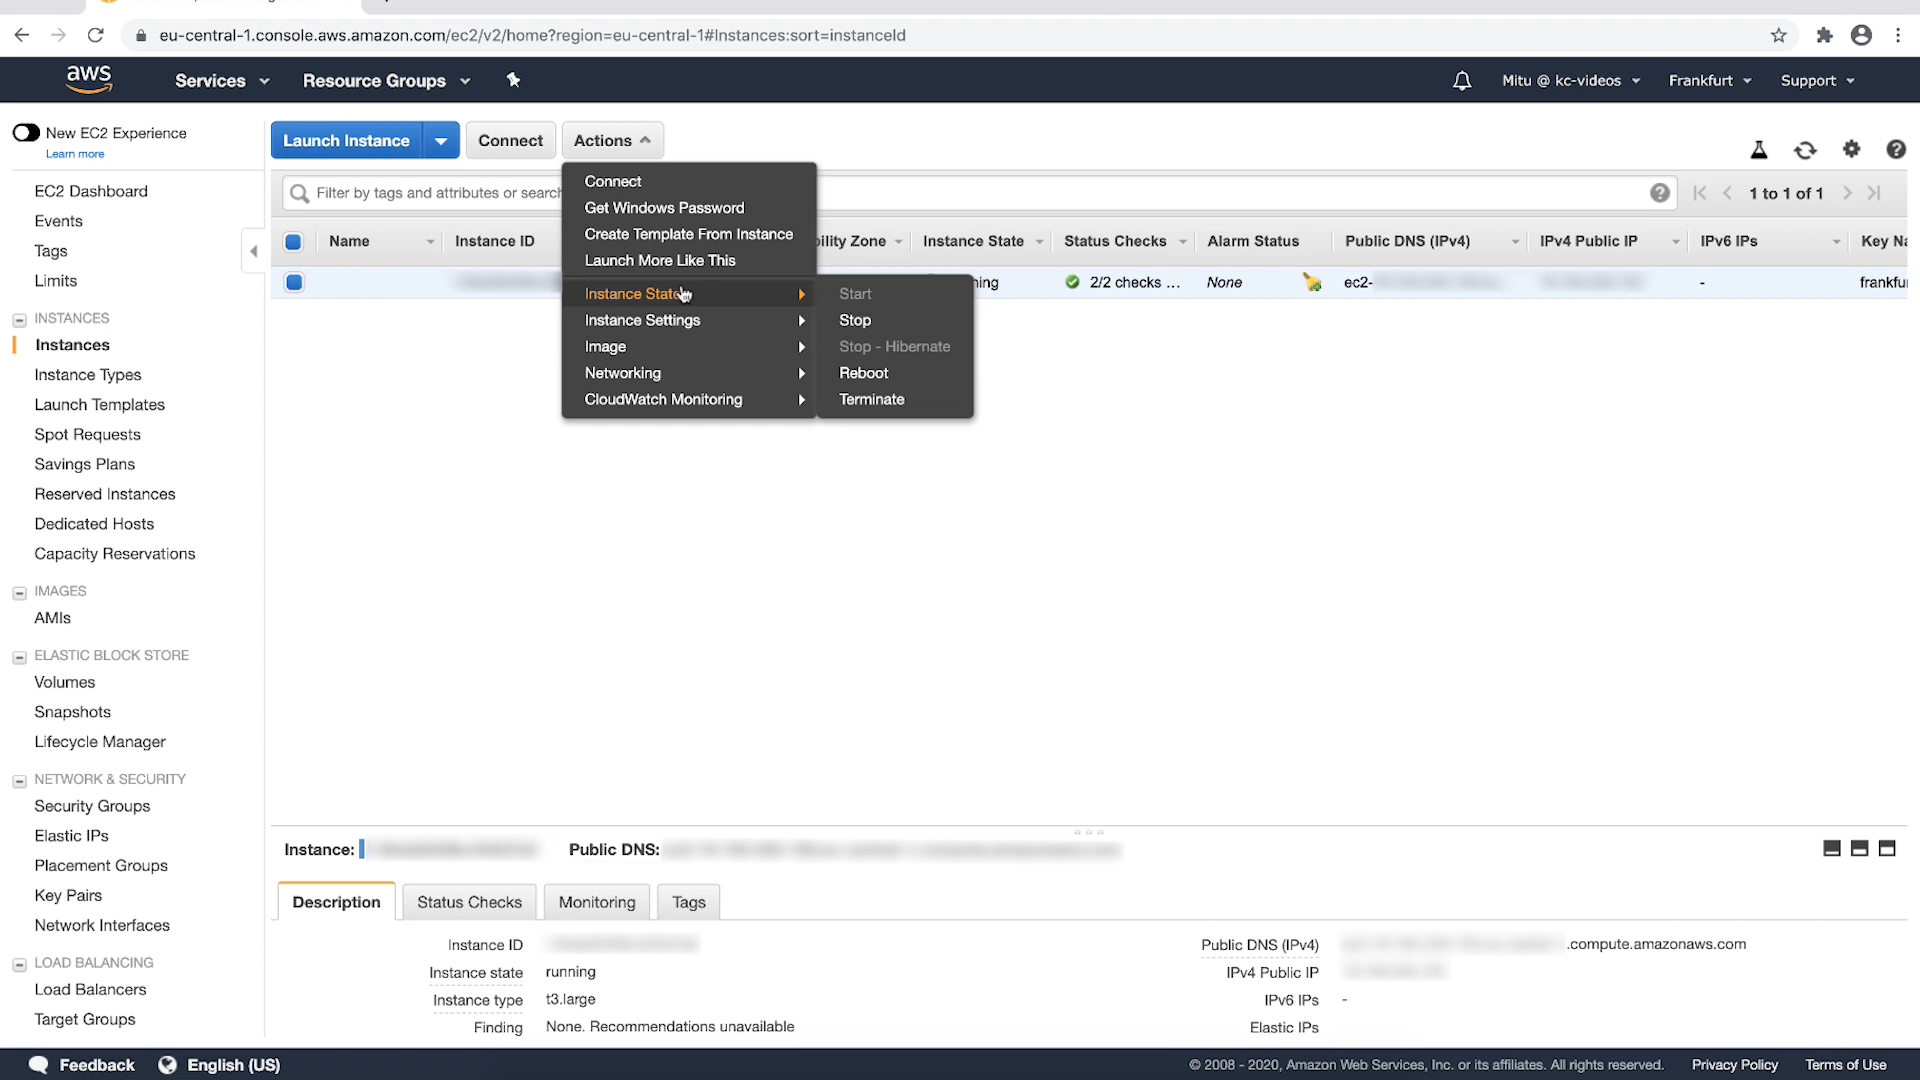 eu-central-1.console.aws.amazon.com/ec2/v2/home?region=eu-central-1#Instances:sort=instanceId
aws Services Resource Groups Mitu @ kc-videos Frankfurt Support
New EC2 Experience
Learn more
EC2 Dashboard
Events
Tags
Limits
INSTANCES
Instances
Instance Types
Launch Templates
Spot Requests
Savings Plans
Reserved Instances
Dedicated Hosts
Capacity Reservations
IMAGES
AMIs
ELASTIC BLOCK STORE
Volumes
Snapshots
Lifecycle Manager
NETWORK & SECURITY
Security Groups
Elastic IPs
Placement Groups
Key Pairs
Network Interfaces
LOAD BALANCING
Load Balancers
Target Groups
Launch Instance Connect Actions
Filter by tags and attributes or search 1 to 1 of 1
Name Instance ID bility Zone Instance State Status Checks Alarm Status Public DNS (IPv4) IPv4 Public IP IPv6 IPs Key Na
ning 2/2 checks ... None ec2- - frankfu
Connect
Get Windows Password
Create Template From Instance
Launch More Like This
Instance State
Instance Settings
Image
Networking
CloudWatch Monitoring
Start
Stop
Stop - Hibernate
Reboot
Terminate
Instance: Public DNS:
Description Status Checks Monitoring Tags
Instance ID
Instance state running
Instance type t3.large
Finding None. Recommendations unavailable
Public DNS (IPv4) .compute.amazonaws.com
IPv4 Public IP
IPv6 IPs -
Elastic IPs
Feedback English (US) © 2008 - 2020, Amazon Web Services, Inc. or its affiliates. All rights reserved. Privacy Policy Terms of Use